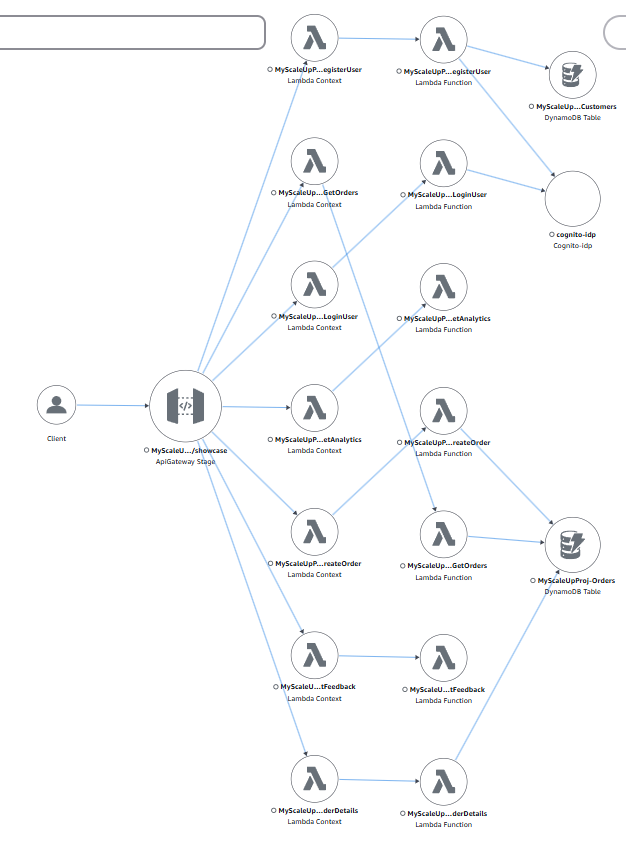 MyScaleUpP...egisterUser
Lambda Context
MyScaleUpP...egisterUser
Lambda Function
MyScaleUp...Customers
DynamoDB Table
MyScaleUp...GetOrders
Lambda Context
MyScaleUp...LoginUser
Lambda Function
cognito-idp
Cognito-idp
MyScaleUp...LoginUser
Lambda Context
MyScaleUpP...etAnalytics
Lambda Function
Client
MyScaleU.../showcase
ApiGateway Stage
MyScaleUpP...etAnalytics
Lambda Context
MyScaleUpP...reateOrder
Lambda Function
MyScaleUpP...reateOrder
Lambda Context
MyScaleUp...GetOrders
Lambda Function
MyScaleUpProj-Orders
DynamoDB Table
MyScaleU...tFeedback
Lambda Context
MyScaleU...tFeedback
Lambda Function
MyScaleUp...derDetails
Lambda Context
MyScaleUp...derDetails
Lambda Function